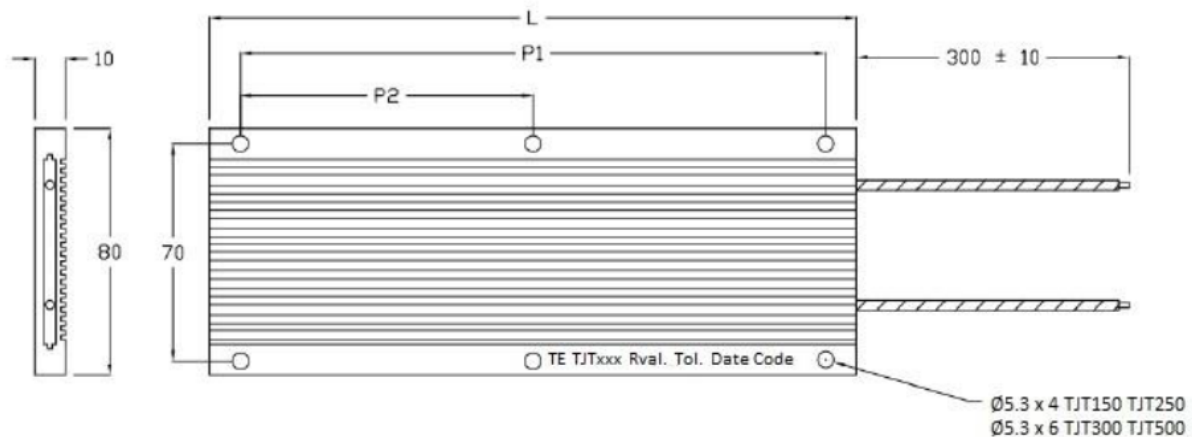 L
P1
10
300 ± 10
P2
80
70
TE TJTxxx Rval. Tol. Date Code
Ø5.3 x 4 TJT150 TJT250
Ø5.3 x 6 TJT300 TJT500